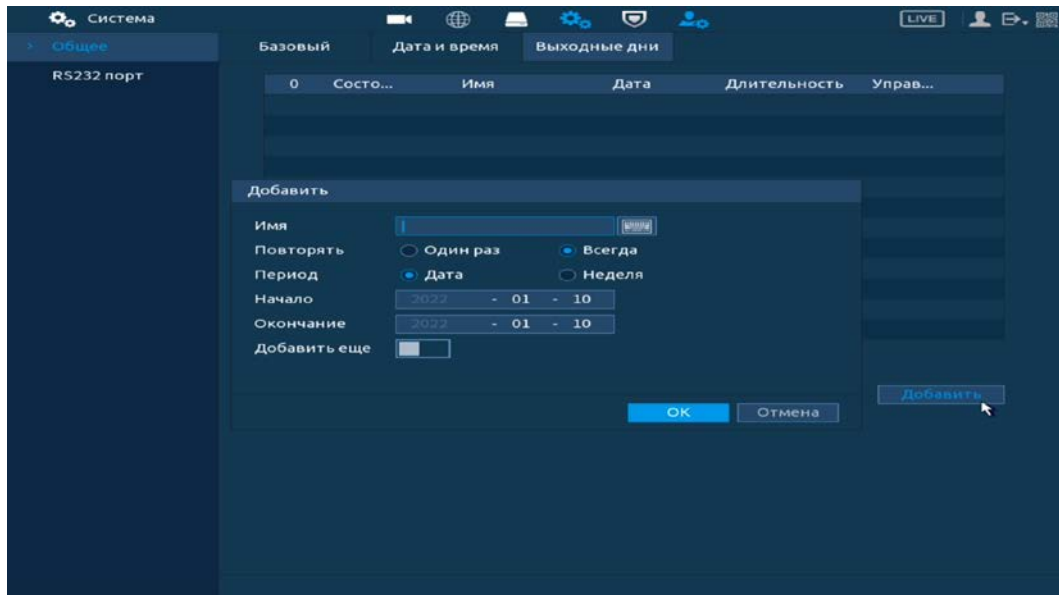 Система LIVE
Общее
Базовый Дата и время Выходные дни
RS232 порт
0 Состо... Имя Дата Длительность Управ...
Добавить
Имя
Повторять Один раз Всегда
Период Дата Неделя
Начало 2022 - 01 - 10
Окончание 2022 - 01 - 10
Добавить еще
Добавить
OK Отмена